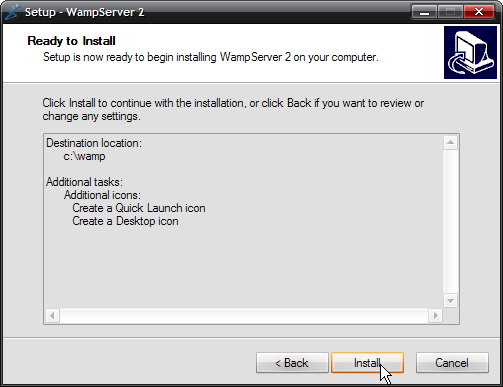 Setup - WampServer 2
Ready to Install
Setup is now ready to begin installing WampServer 2 on your computer.
Click Install to continue with the installation, or click Back if you want to review or
change any settings.
Destination location:
c:\wamp
Additional tasks:
Additional icons:
Create a Quick Launch icon
Create a Desktop icon
< Back
Install
Cancel